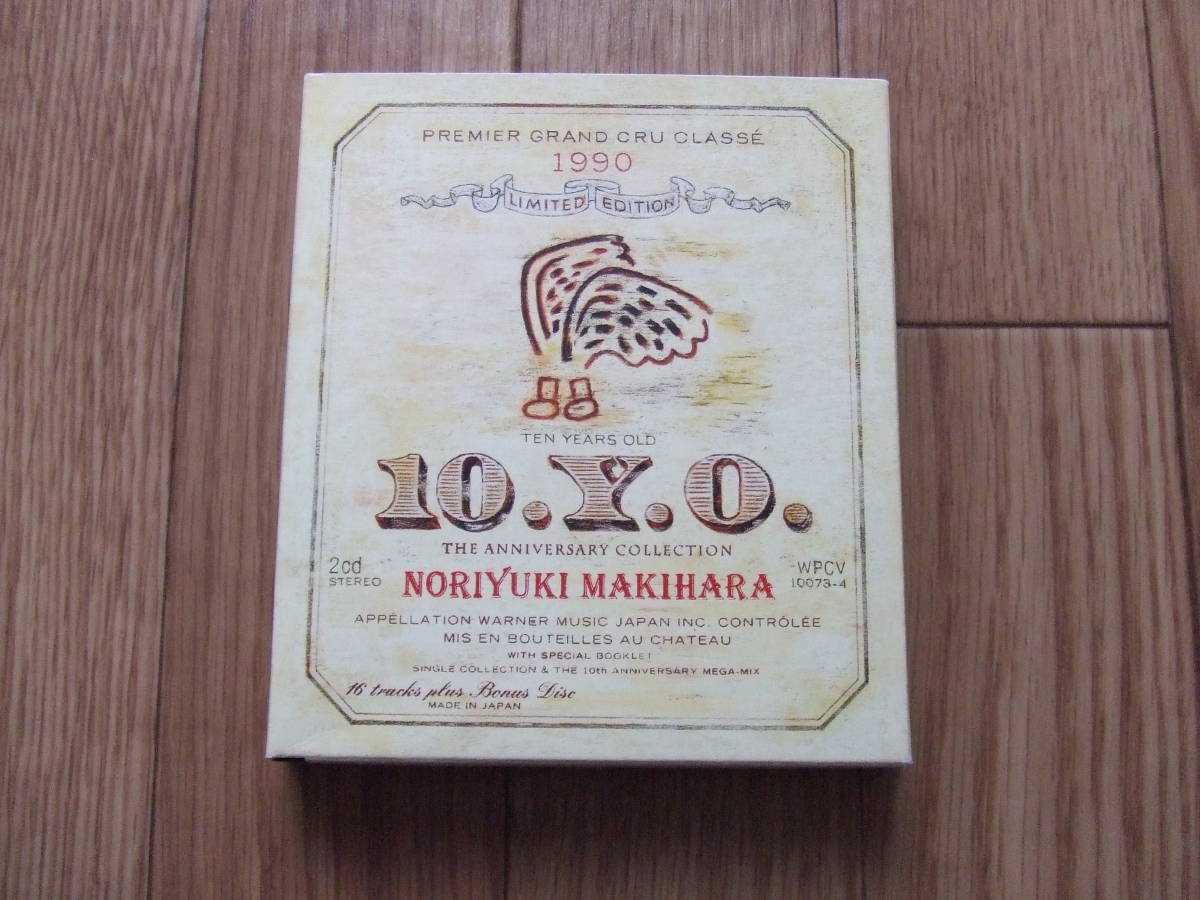 PREMIER GRAND CRU CLASSÉ
1990
LIMITED EDITION
TEN YEARS OLD
10.Y.O.
THE ANNIVERSARY COLLECTION
2cd
STEREO
NORIYUKI MAKIHARA
WPCV
10073-4
APPÉLLATION WARNER MUSIC JAPAN INC. CONTRÔLÉE
MIS EN BOUTEILLES AU CHATEAU
WITH SPECIAL BOOKLET
SINGLE COLLECTION & THE 10th ANNIVERSARY MEGA-MIX
16 tracks plus Bonus Disc
MADE IN JAPAN